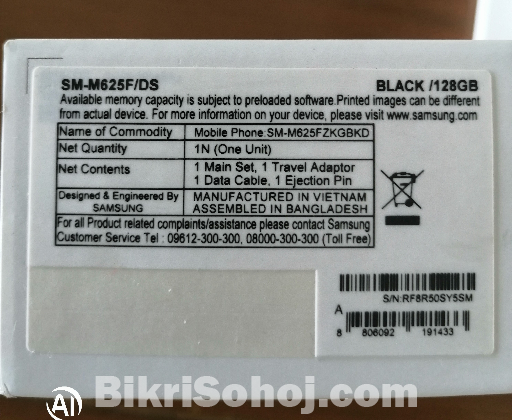 SM-M625F/DS BLACK /128GB
Available memory capacity is subject to preloaded software.Printed images can be different
from actual device. For more information on your device, please visit www.samsung.com
Name of Commodity Mobile Phone:SM-M625FZKGBKD
Net Quantity 1N (One Unit)
Net Contents 1 Main Set, 1 Travel Adaptor
1 Data Cable, 1 Ejection Pin
Designed & Engineered By MANUFACTURED IN VIETNAM
SAMSUNG ASSEMBLED IN BANGLADESH
For all Product related complaints/assistance please contact Samsung
Customer Service Tel : 09612-300-300, 08000-300-300 (Toll Free)
S/N:RF8R50SY5SM
A
8 806092 191433
AI
BikriSohoj.com